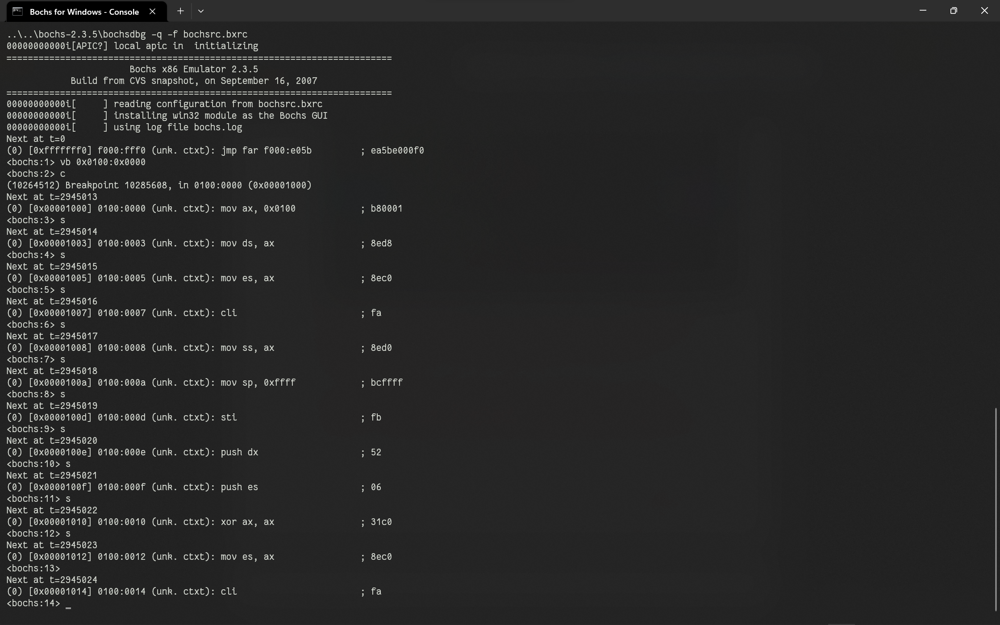 Bochs for Windows - Console
..\..\bochs-2.3.5\bochsdbg -q -f bochsrc.bxrc
00000000000i[APIC?] local apic in  initializing
========================================================================
                       Bochs x86 Emulator 2.3.5
            Build from CVS snapshot, on September 16, 2007
========================================================================
00000000000i[     ] reading configuration from bochsrc.bxrc
00000000000i[     ] installing win32 module as the Bochs GUI
00000000000i[     ] using log file bochs.log
Next at t=0
(0) [0xfffffff0] f000:fff0 (unk. ctxt): jmp far f000:e05b         ; ea5be000f0
<bochs:1> vb 0x0100:0x0000
<bochs:2> c
(10264512) Breakpoint 10285608, in 0100:0000 (0x00001000)
Next at t=2945013
(0) [0x00001000] 0100:0000 (unk. ctxt): mov ax, 0x0100            ; b80001
<bochs:3> s
Next at t=2945014
(0) [0x00001003] 0100:0003 (unk. ctxt): mov ds, ax                ; 8ed8
<bochs:4> s
Next at t=2945015
(0) [0x00001005] 0100:0005 (unk. ctxt): mov es, ax                ; 8ec0
<bochs:5> s
Next at t=2945016
(0) [0x00001007] 0100:0007 (unk. ctxt): cli                       ; fa
<bochs:6> s
Next at t=2945017
(0) [0x00001008] 0100:0008 (unk. ctxt): mov ss, ax                ; 8ed0
<bochs:7> s
Next at t=2945018
(0) [0x0000100a] 0100:000a (unk. ctxt): mov sp, 0xffff            ; bcffff
<bochs:8> s
Next at t=2945019
(0) [0x0000100d] 0100:000d (unk. ctxt): sti                       ; fb
<bochs:9> s
Next at t=2945020
(0) [0x0000100e] 0100:000e (unk. ctxt): push dx                   ; 52
<bochs:10> s
Next at t=2945021
(0) [0x0000100f] 0100:000f (unk. ctxt): push es                   ; 06
<bochs:11> s
Next at t=2945022
(0) [0x00001010] 0100:0010 (unk. ctxt): xor ax, ax                ; 31c0
<bochs:12> s
Next at t=2945023
(0) [0x00001012] 0100:0012 (unk. ctxt): mov es, ax                ; 8ec0
<bochs:13>
Next at t=2945024
(0) [0x00001014] 0100:0014 (unk. ctxt): cli                       ; fa
<bochs:14> _